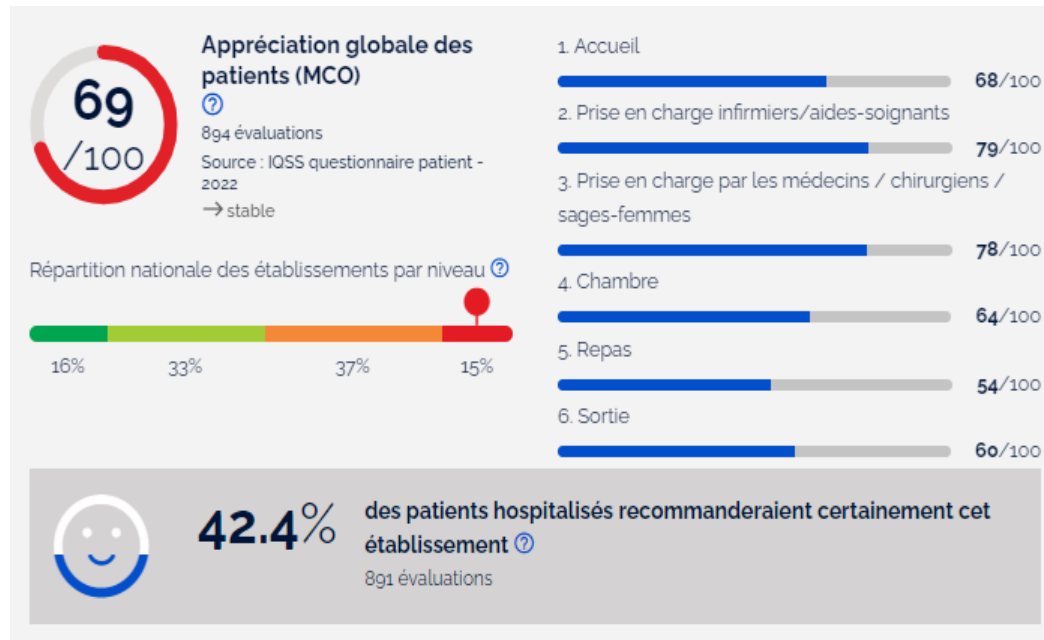 69
/100
Appréciation globale des
patients (MCO)
?
894 évaluations
Source : IQSS questionnaire patient -
2022
→ stable
Répartition nationale des établissements par niveau ?
16% 33% 37% 15%
1. Accueil
68/100
2. Prise en charge infirmiers/aides-soignants
79/100
3. Prise en charge par les médecins / chirurgiens /
sages-femmes
78/100
4. Chambre
64/100
5. Repas
54/100
6. Sortie
60/100
42.4%
des patients hospitalisés recommanderaient certainement cet
établissement ?
891 évaluations